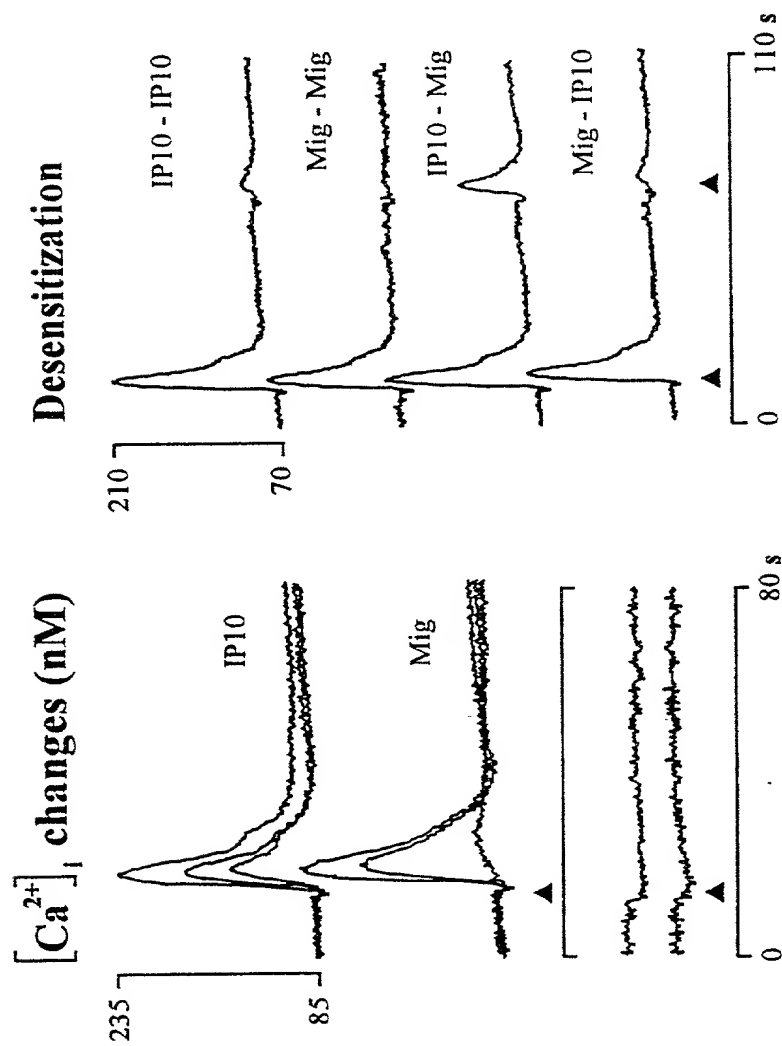 [Ca²⁺]ᵢ changes (nM)
235
85
IP10
Mig
0
80 s
Desensitization
210
70
IP10 - IP10
Mig - Mig
IP10 - Mig
Mig - IP10
0
110 s